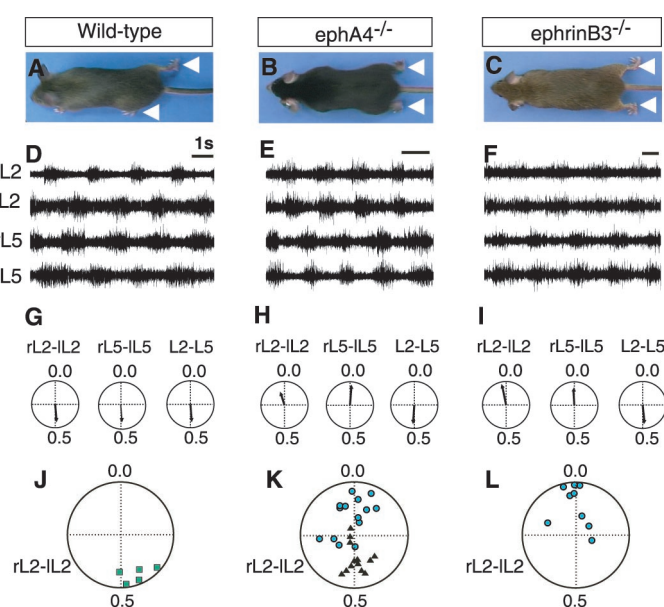 Wild-type ephA4-/- ephrinB3-/-
A B C
D 1s E F
L2
L2
L5
L5
G H I
rL2-lL2 rL5-lL5 L2-L5 rL2-lL2 rL5-lL5 L2-L5 rL2-lL2 rL5-lL5 L2-L5
0.0 0.0 0.0 0.0 0.0 0.0 0.0 0.0 0.0
0.5 0.5 0.5 0.5 0.5 0.5 0.5 0.5 0.5
J 0.0 K 0.0 L 0.0
rL2-lL2 rL2-lL2 rL2-lL2
0.5 0.5 0.5